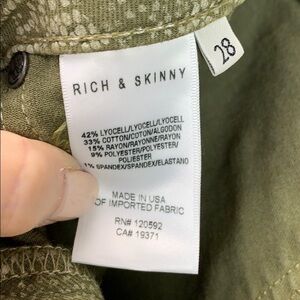 RICH & SKINNY
28
42% LYOCELL/LYOCELL/LYOCELL
33% COTTON/COTON/ALGODON
15% RAYON/RAYONNE/RAYON
9% POLYESTER/POLYESTER/
POLIESTER
1% SPANDEX/SPANDEX/ELASTANO
MADE IN USA
OF IMPORTED FABRIC
RN# 120592
CA# 19371